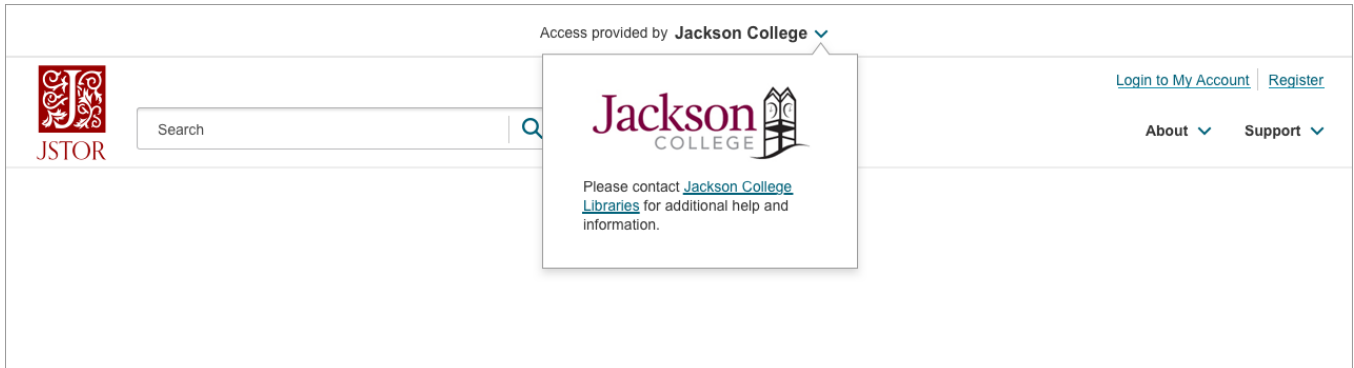 Access provided by Jackson College
Login to My Account Register
JSTOR
Search
About Support
Jackson
COLLEGE
Please contact Jackson College
Libraries for additional help and
information.